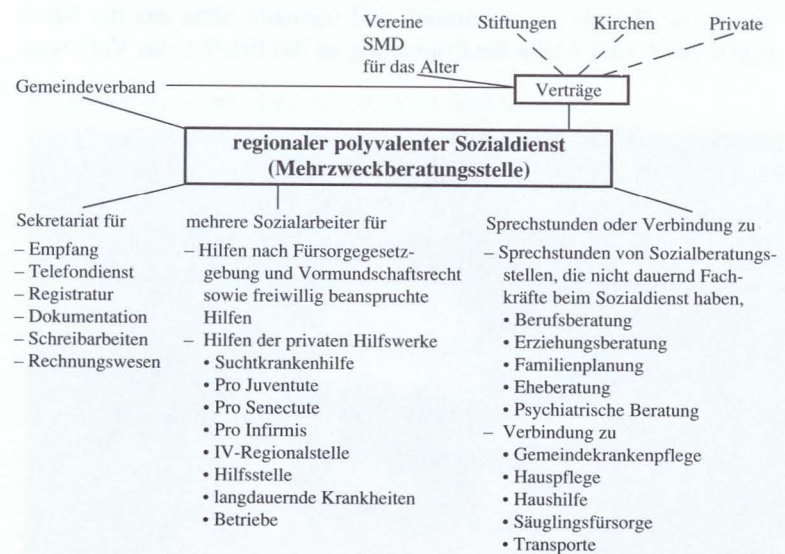 Vereine
SMD
für das Alter
Stiftungen
Kirchen
Private
Gemeindeverband
Verträge
regionaler polyvalenter Sozialdienst
(Mehrzweckberatungsstelle)
Sekretariat für
– Empfang
– Telefondienst
– Registratur
– Dokumentation
– Schreibarbeiten
– Rechnungswesen
mehrere Sozialarbeiter für
– Hilfen nach Fürsorgegesetz-
gebung und Vormundschaftsrecht
sowie freiwillig beanspruchte
Hilfen
– Hilfen der privaten Hilfswerke
• Suchtkrankenhilfe
• Pro Juventute
• Pro Senectute
• Pro Infirmis
• IV-Regionalstelle
• Hilfsstelle
• langdauernde Krankheiten
• Betriebe
Sprechstunden oder Verbindung zu
– Sprechstunden von Sozialberatungs-
stellen, die nicht dauernd Fach-
kräfte beim Sozialdienst haben,
• Berufsberatung
• Erziehungsberatung
• Familienplanung
• Eheberatung
• Psychiatrische Beratung
– Verbindung zu
• Gemeindekrankenpflege
• Hauspflege
• Haushilfe
• Säuglingsfürsorge
• Transporte